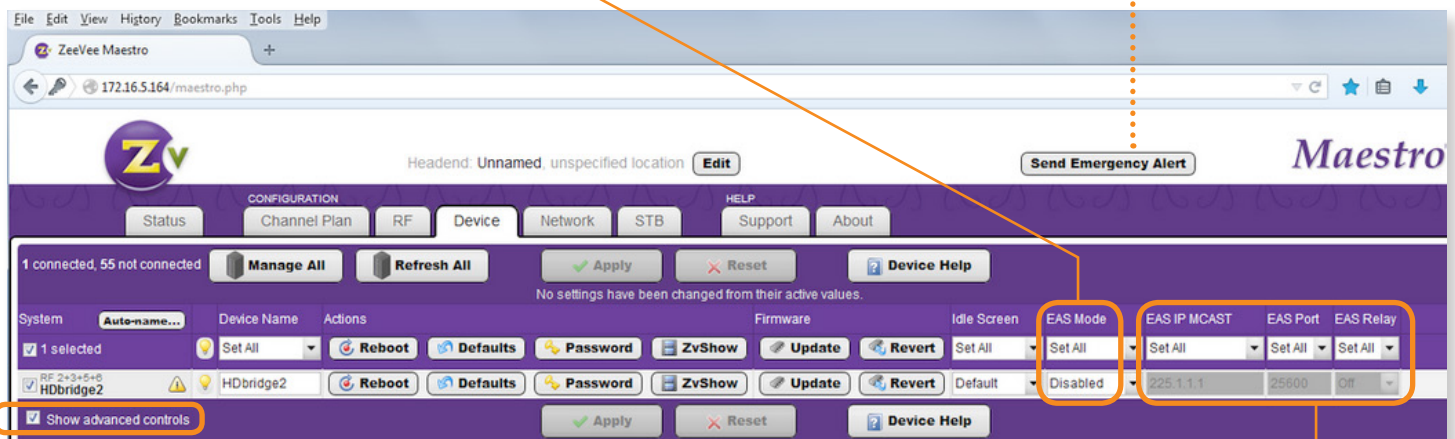 File Edit View History Bookmarks Tools Help
ZeeVee Maestro +
172.16.5.164/maestro.php
Zv
Headend: Unnamed, unspecified location Edit
Send Emergency Alert
Maestro
CONFIGURATION HELP
Status Channel Plan RF Device Network STB Support About
1 connected, 55 not connected Manage All Refresh All Apply Reset Device Help
No settings have been changed from their active values.
System Auto-name... Device Name Actions Firmware Idle Screen EAS Mode EAS IP MCAST EAS Port EAS Relay
1 selected Set All Reboot Defaults Password ZvShow Update Revert Set All Set All Set All Set All Set All
RF 2+3+5+6
HDbridge2 HDbridge2 Reboot Defaults Password ZvShow Update Revert Default Disabled 225.1.1.1 25600 Off
Show advanced controls Apply Reset Device Help